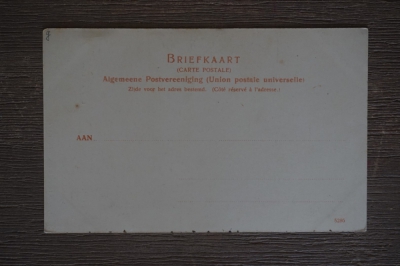 BRIEFKAART
(CARTE POSTALE)
Algemeene Postvereeniging (Union postale universelle)
Zijde voor het adres bestemd. (Côté réservé à l'adresse.)
AAN